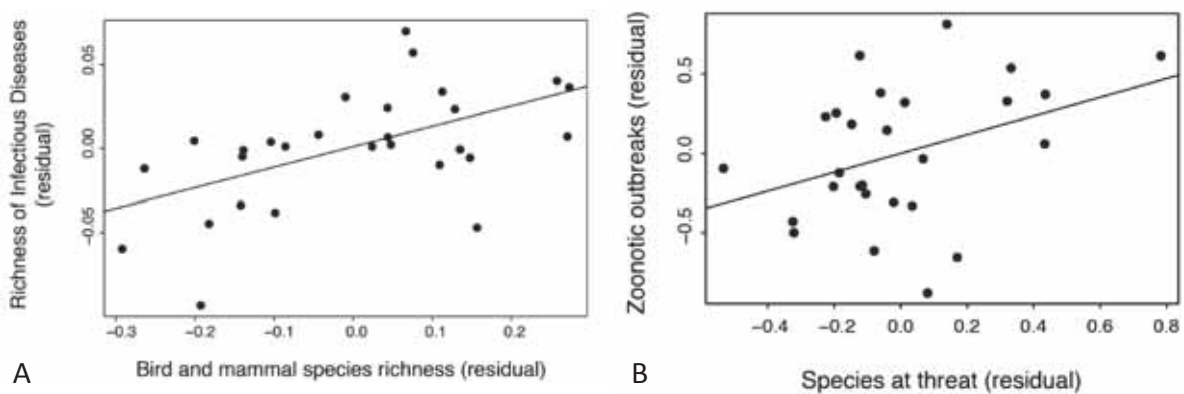 Richness of Infectious Diseases
(residual)
0.05
0.00
−0.05
−0.3
−0.2
−0.1
0.0
0.1
0.2
Bird and mammal species richness (residual)
A
Zoonotic outbreaks (residual)
0.5
0.0
−0.5
−0.4
−0.2
0.0
0.2
0.4
0.6
0.8
Species at threat (residual)
B